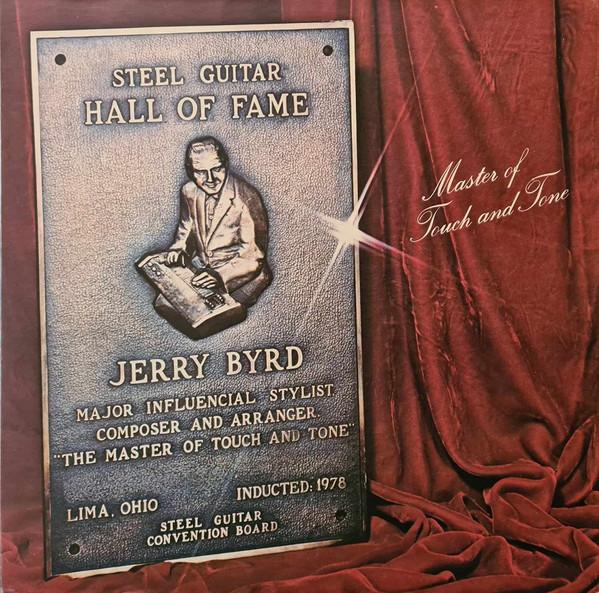 STEEL GUITAR
HALL OF FAME
JERRY BYRD
MAJOR INFLUENCIAL STYLIST,
COMPOSER AND ARRANGER.
"THE MASTER OF TOUCH AND TONE"
LIMA, OHIO
INDUCTED: 1978
STEEL GUITAR
CONVENTION BOARD
Master of
Touch and Tone